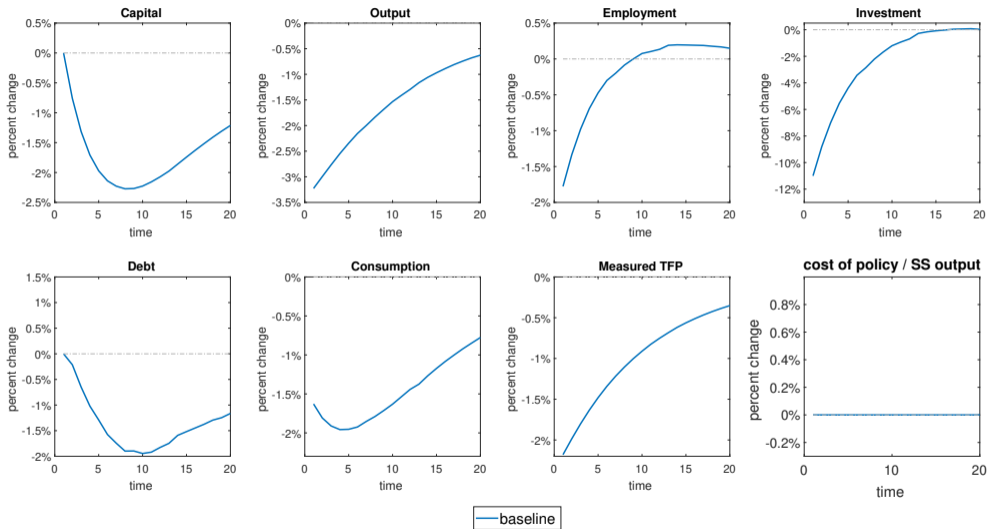 Capital
0.5%
0%
-0.5%
-1%
-1.5%
-2%
-2.5%
percent change
0 5 10 15 20
time
Output
0%
-0.5%
-1%
-1.5%
-2%
-2.5%
-3%
-3.5%
percent change
0 5 10 15 20
time
Employment
0.5%
0%
-0.5%
-1%
-1.5%
-2%
percent change
0 5 10 15 20
time
Investment
0%
-2%
-4%
-6%
-8%
-10%
-12%
percent change
0 5 10 15 20
time
Debt
1.5%
1%
0.5%
0%
-0.5%
-1%
-1.5%
-2%
percent change
0 5 10 15 20
time
Consumption
0%
-0.5%
-1%
-1.5%
-2%
percent change
0 5 10 15 20
time
Measured TFP
0%
-0.5%
-1%
-1.5%
-2%
percent change
0 5 10 15 20
time
cost of policy / SS output
0.8%
0.6%
0.4%
0.2%
0%
-0.2%
percent change
0 10 20
time
baseline